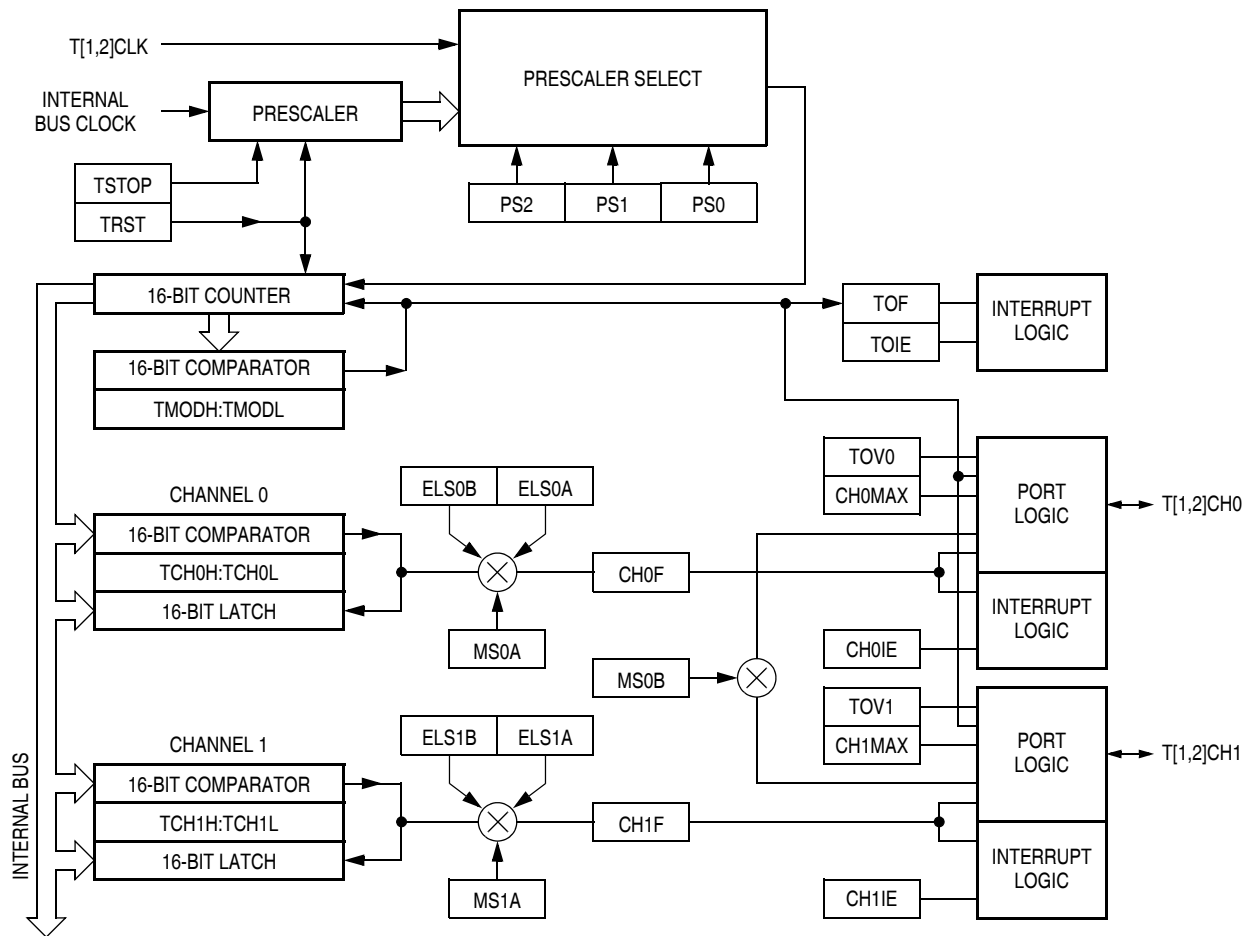 T[1,2]CLK
PRESCALER SELECT
INTERNAL
BUS CLOCK
PRESCALER
TSTOP
TRST
PS2
PS1
PS0
16-BIT COUNTER
16-BIT COMPARATOR
TMODH:TMODL
TOF
TOIE
INTERRUPT
LOGIC
CHANNEL 0
16-BIT COMPARATOR
TCH0H:TCH0L
16-BIT LATCH
ELS0B
ELS0A
MS0A
CH0F
TOV0
CH0MAX
PORT
LOGIC
T[1,2]CH0
INTERRUPT
LOGIC
CH0IE
MS0B
CHANNEL 1
16-BIT COMPARATOR
TCH1H:TCH1L
16-BIT LATCH
ELS1B
ELS1A
MS1A
CH1F
TOV1
CH1MAX
PORT
LOGIC
T[1,2]CH1
INTERRUPT
LOGIC
CH1IE
INTERNAL BUS